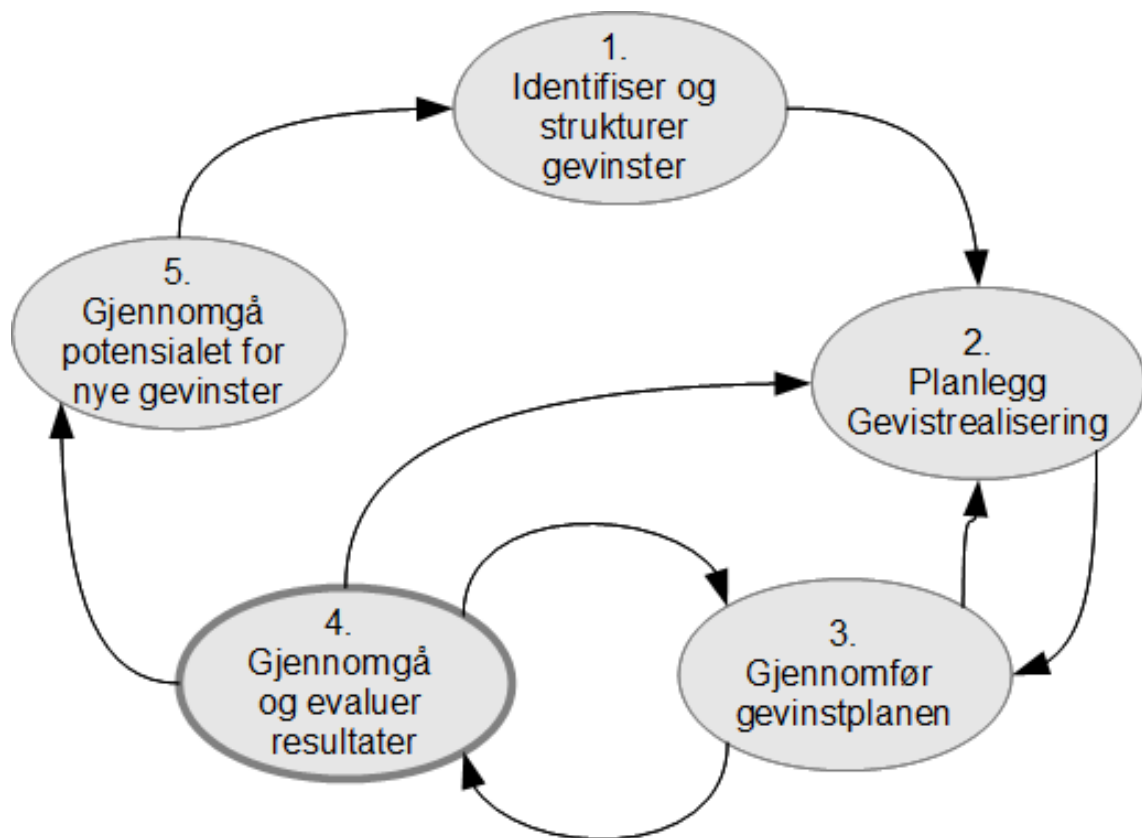 1.
Identifiser og
strukturer
gevinster
5.
Gjennomgå
potensialet for
nye gevinster
2.
Planlegg
Gevistrealisering
4.
Gjennomgå
og evaluer
resultater
3.
Gjennomfør
gevinstplanen